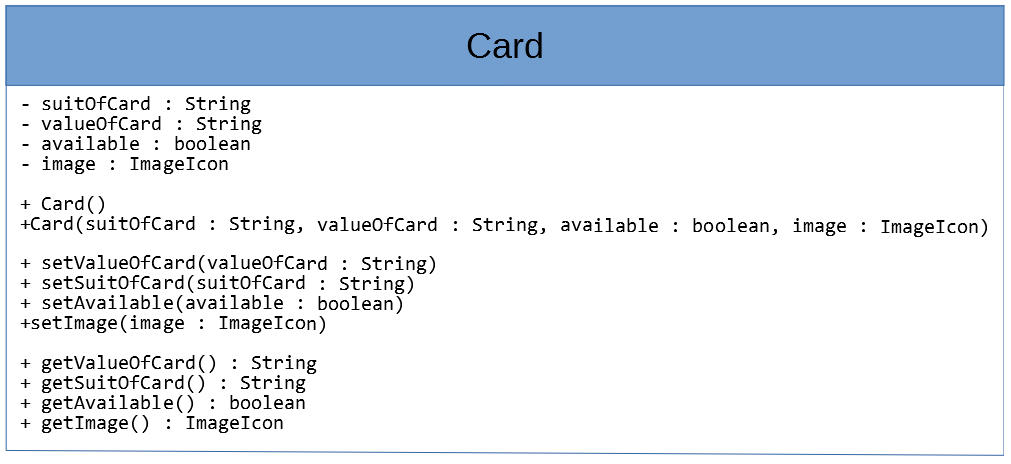 Card
- suitOfCard : String
- valueOfCard : String
- available : boolean
- image : ImageIcon
+ Card()
+Card(suitOfCard : String, valueOfCard : String, available : boolean, image : ImageIcon)
+ setValueOfCard(valueOfCard : String)
+ setSuitOfCard(suitOfCard : String)
+ setAvailable(available : boolean)
+setImage(image : ImageIcon)
+ getValueOfCard() : String
+ getSuitOfCard() : String
+ getAvailable() : boolean
+ getImage() : ImageIcon